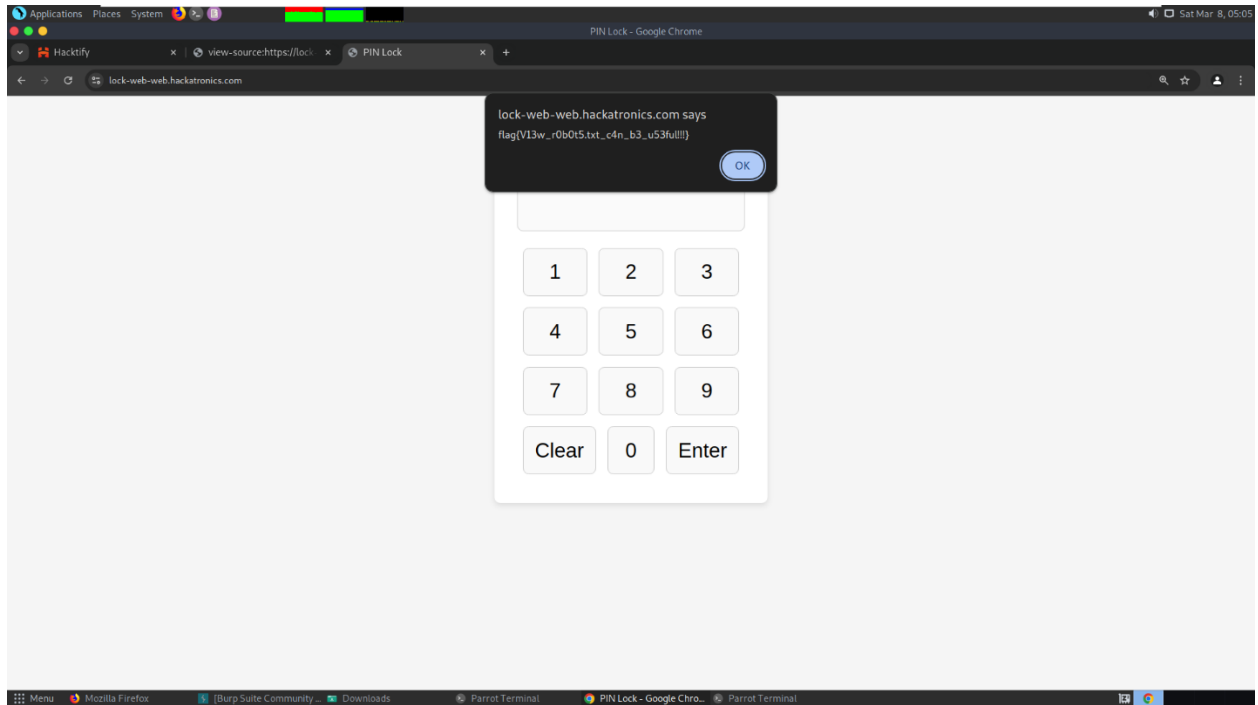 Applications Places System
Sat Mar 8, 05:05
PIN Lock - Google Chrome
Hacktify
view-source:https://lock
PIN Lock
lock-web-web.hackatronics.com
lock-web-web.hackatronics.com says
flag{V13w_r0b0t5.txt_c4n_b3_u53ful!!!}
OK
1 2 3
4 5 6
7 8 9
Clear 0 Enter
Menu Mozilla Firefox [Burp Suite Community ... Downloads Parrot Terminal PIN Lock - Google Chro... Parrot Terminal